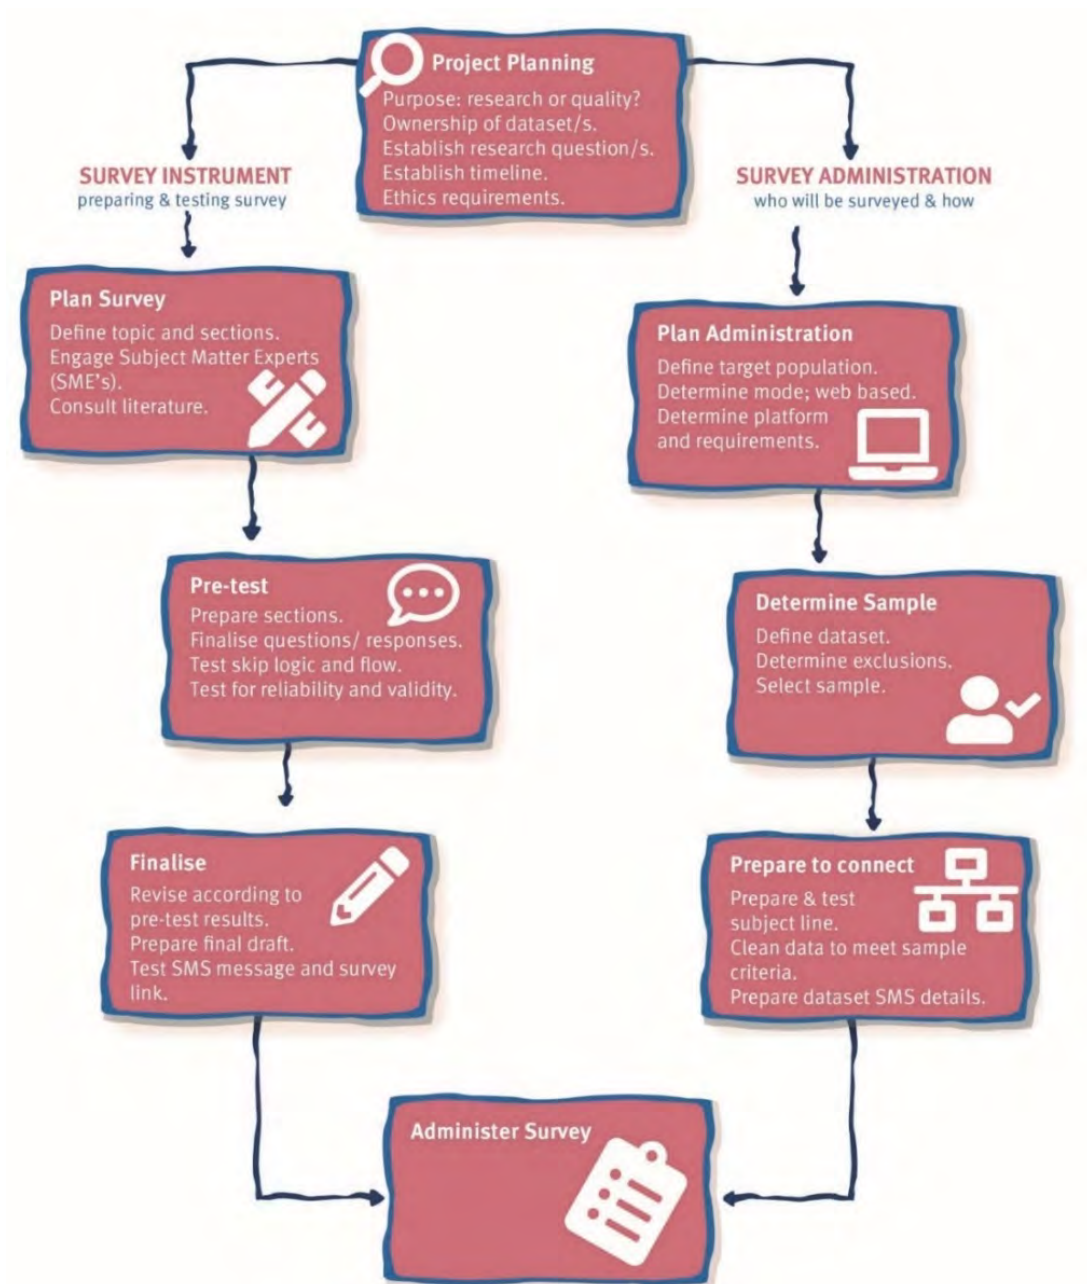 Project Planning
Purpose: research or quality?
Ownership of dataset/s.
Establish research question/s.
Establish timeline.
Ethics requirements.
SURVEY INSTRUMENT
preparing & testing survey
Plan Survey
Define topic and sections.
Engage Subject Matter Experts
(SME's).
Consult literature.
Pre-test
Prepare sections.
Finalise questions/ responses.
Test skip logic and flow.
Test for reliability and validity.
Finalise
Revise according to
pre-test results.
Prepare final draft.
Test SMS message and survey
link.
SURVEY ADMINISTRATION
who will be surveyed & how
Plan Administration
Define target population.
Determine mode; web based.
Determine platform
and requirements.
Determine Sample
Define dataset.
Determine exclusions.
Select sample.
Prepare to connect
Prepare & test
subject line.
Clean data to meet sample
criteria.
Prepare dataset SMS details.
Administer Survey